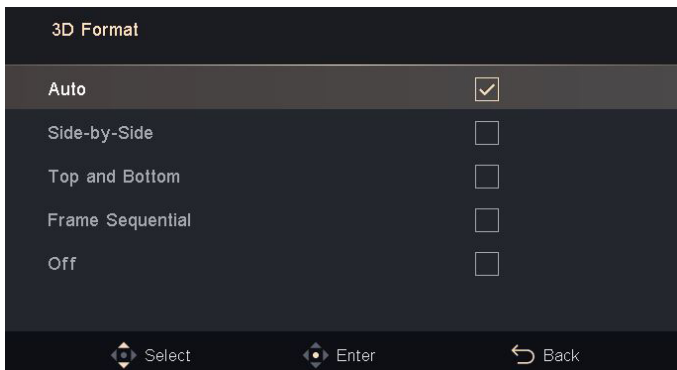 3D Format
Auto
Side-by-Side
Top and Bottom
Frame Sequential
Off
Select Enter Back